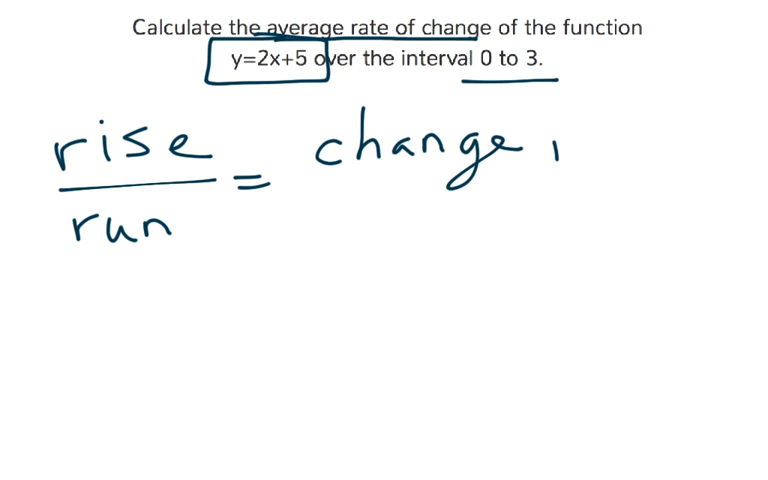 Calculate the average rate of change of the function
y=2x+5 over the interval 0 to 3.
rise = change
run